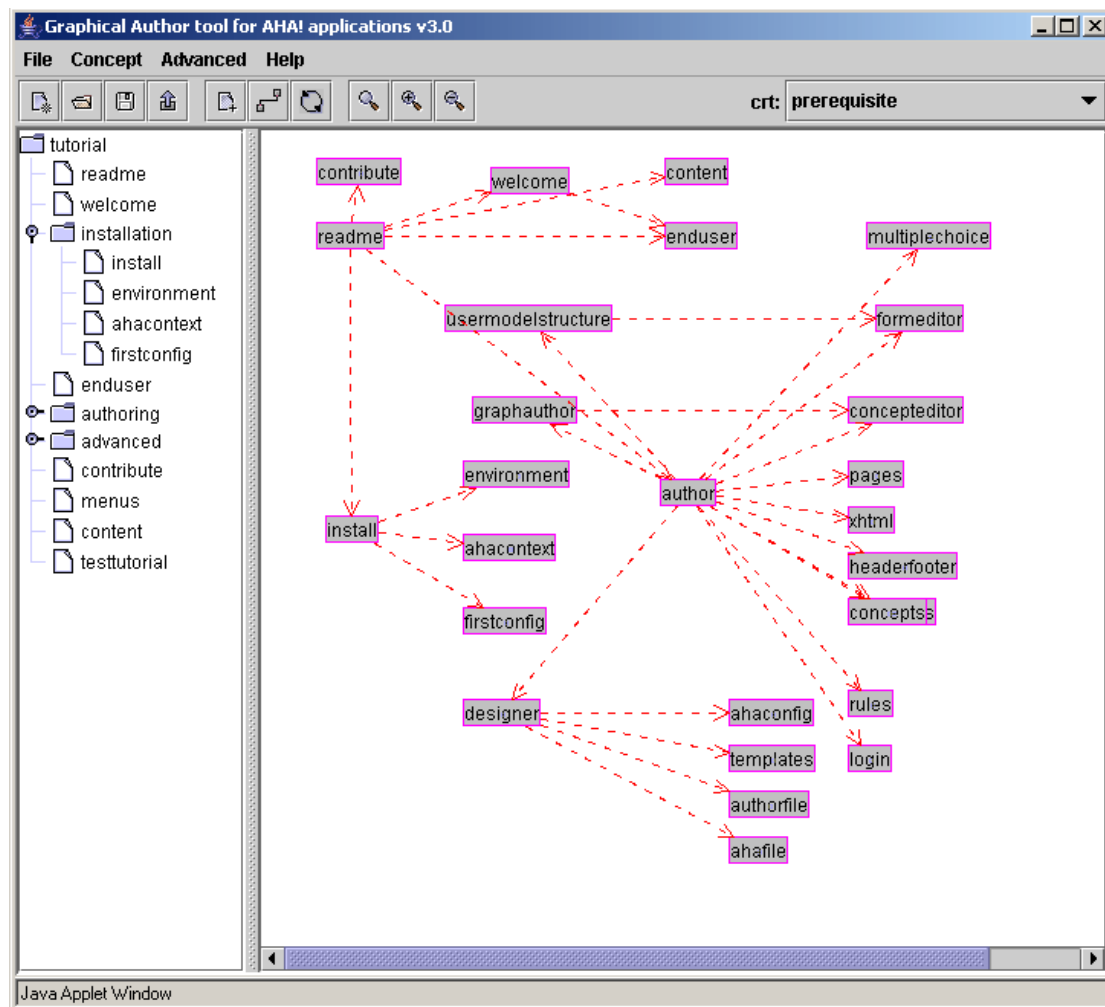 Graphical Author tool for AHA! applications v3.0
File Concept Advanced Help
crt: prerequisite
tutorial
readme
welcome
installation
install
environment
ahacontext
firstconfig
enduser
authoring
advanced
contribute
menus
content
testtutorial
contribute
welcome
content
readme
enduser
multiplechoice
usermodelstructure
formeditor
graphauthor
concepteditor
environment
pages
author
install
xhtml
ahacontext
headerfooter
firstconfig
conceptss
designer
ahaconfig
rules
templates
login
authorfile
ahafile
Java Applet Window